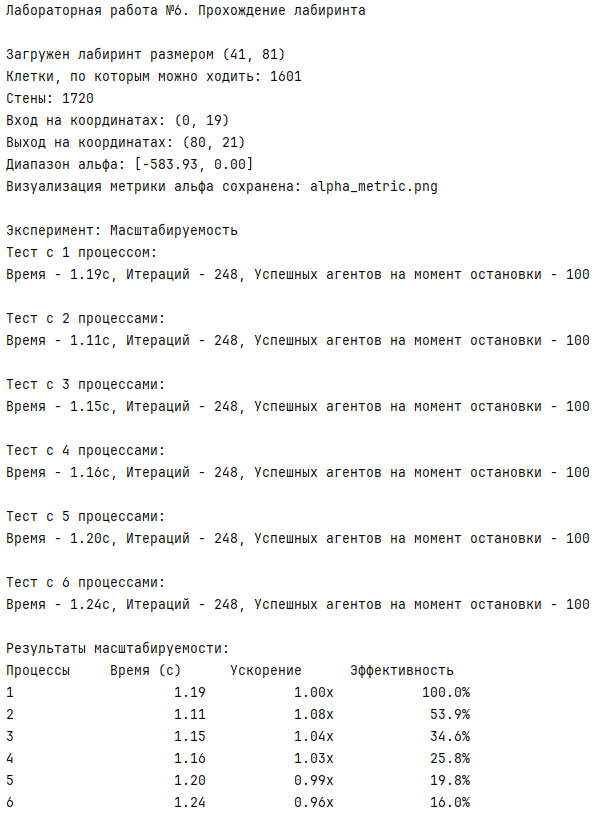 Лабораторная работа №6. Прохождение лабиринта
Загружен лабиринт размером (41, 81)
Клетки, по которым можно ходить: 1601
Стены: 1720
Вход на координатах: (0, 19)
Выход на координатах: (80, 21)
Диапазон альфа: [-583.93, 0.00]
Визуализация метрики альфа сохранена: alpha_metric.png
Эксперимент: Масштабируемость
Тест с 1 процессом:
Время - 1.19с, Итераций - 248, Успешных агентов на момент остановки - 100
Тест с 2 процессами:
Время - 1.11с, Итераций - 248, Успешных агентов на момент остановки - 100
Тест с 3 процессами:
Время - 1.15с, Итераций - 248, Успешных агентов на момент остановки - 100
Тест с 4 процессами:
Время - 1.16с, Итераций - 248, Успешных агентов на момент остановки - 100
Тест с 5 процессами:
Время - 1.20с, Итераций - 248, Успешных агентов на момент остановки - 100
Тест с 6 процессами:
Время - 1.24с, Итераций - 248, Успешных агентов на момент остановки - 100
Результаты масштабируемости:
Процессы Время (с) Ускорение Эффективность
1 1.19 1.00x 100.0%
2 1.11 1.08x 53.9%
3 1.15 1.04x 34.6%
4 1.16 1.03x 25.8%
5 1.20 0.99x 19.8%
6 1.24 0.96x 16.0%